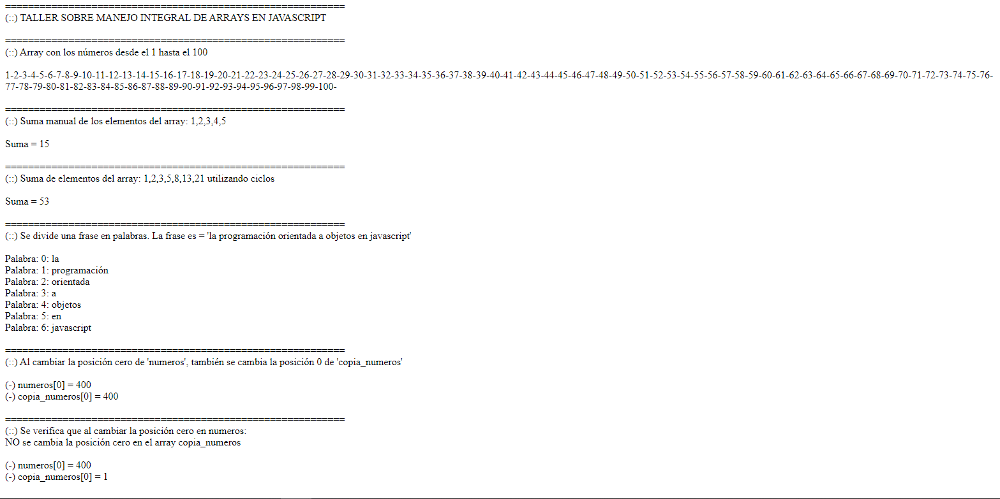 ===========================================================
(::) TALLER SOBRE MANEJO INTEGRAL DE ARRAYS EN JAVASCRIPT
===========================================================
(::) Array con los números desde el 1 hasta el 100
1-2-3-4-5-6-7-8-9-10-11-12-13-14-15-16-17-18-19-20-21-22-23-24-25-26-27-28-29-30-31-32-33-34-35-36-37-38-39-40-41-42-43-44-45-46-47-48-49-50-51-52-53-54-55-56-57-58-59-60-61-62-63-64-65-66-67-68-69-70-71-72-73-74-75-76-
77-78-79-80-81-82-83-84-85-86-87-88-89-90-91-92-93-94-95-96-97-98-99-100-
===========================================================
(::) Suma manual de los elementos del array: 1,2,3,4,5
Suma = 15
===========================================================
(::) Suma de elementos del array: 1,2,3,5,8,13,21 utilizando ciclos
Suma = 53
===========================================================
(::) Se divide una frase en palabras. La frase es = 'la programación orientada a objetos en javascript'
Palabra: 0: la
Palabra: 1: programación
Palabra: 2: orientada
Palabra: 3: a
Palabra: 4: objetos
Palabra: 5: en
Palabra: 6: javascript
===========================================================
(::) Al cambiar la posición cero de 'numeros', también se cambia la posición 0 de 'copia_numeros'
(-) numeros[0] = 400
(-) copia_numeros[0] = 400
===========================================================
(::) Se verifica que al cambiar la posición cero en numeros:
NO se cambia la posición cero en el array copia_numeros
(-) numeros[0] = 400
(-) copia_numeros[0] = 1